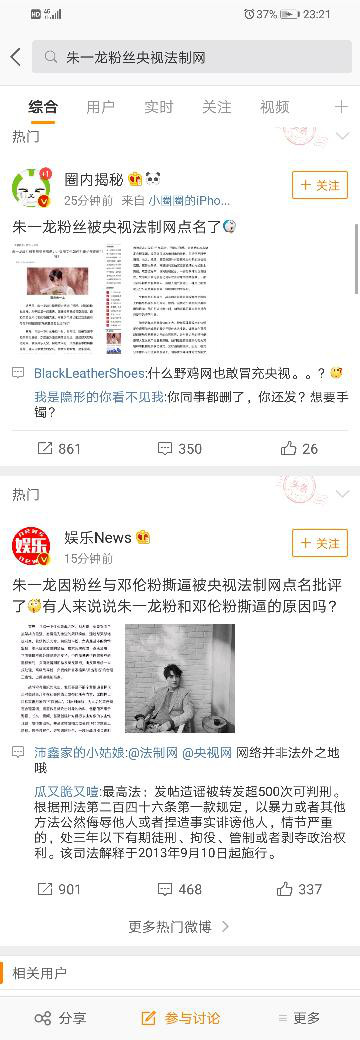 HD 4G 37% 23:21
朱一龙粉丝央视法制网
综合 用户 实时 关注 视频
热门
圈内揭秘
25分钟前 来自 小圈圈的iPho...
+ 关注
朱一龙粉丝被央视法制网点名了
BlackLeatherShoes:什么野鸡网也敢冒充央视。。？
我是隐形的你看不见我:你同事都删了，你还发？想要手
镯？
861 350 26
热门
娱乐News
15分钟前
+ 关注
娱乐
朱一龙因粉丝与邓伦粉撕逼被央视法制网点名批评
了有人来说说朱一龙粉和邓伦粉撕逼的原因吗？
沛鑫家的小姑娘:@法制网 @央视网 网络并非法外之地
哦
瓜又脆又噎:最高法：发帖造谣被转发超500次可判刑。
根据刑法第二百四十六条第一款规定，以暴力或者其他
方法公然侮辱他人或者捏造事实诽谤他人，情节严重
的，处三年以下有期徒刑、拘役、管制或者剥夺政治权
利。该司法解释于2013年9月10日起施行。
901 468 337
更多热门微博
相关用户
分享 参与讨论 更多